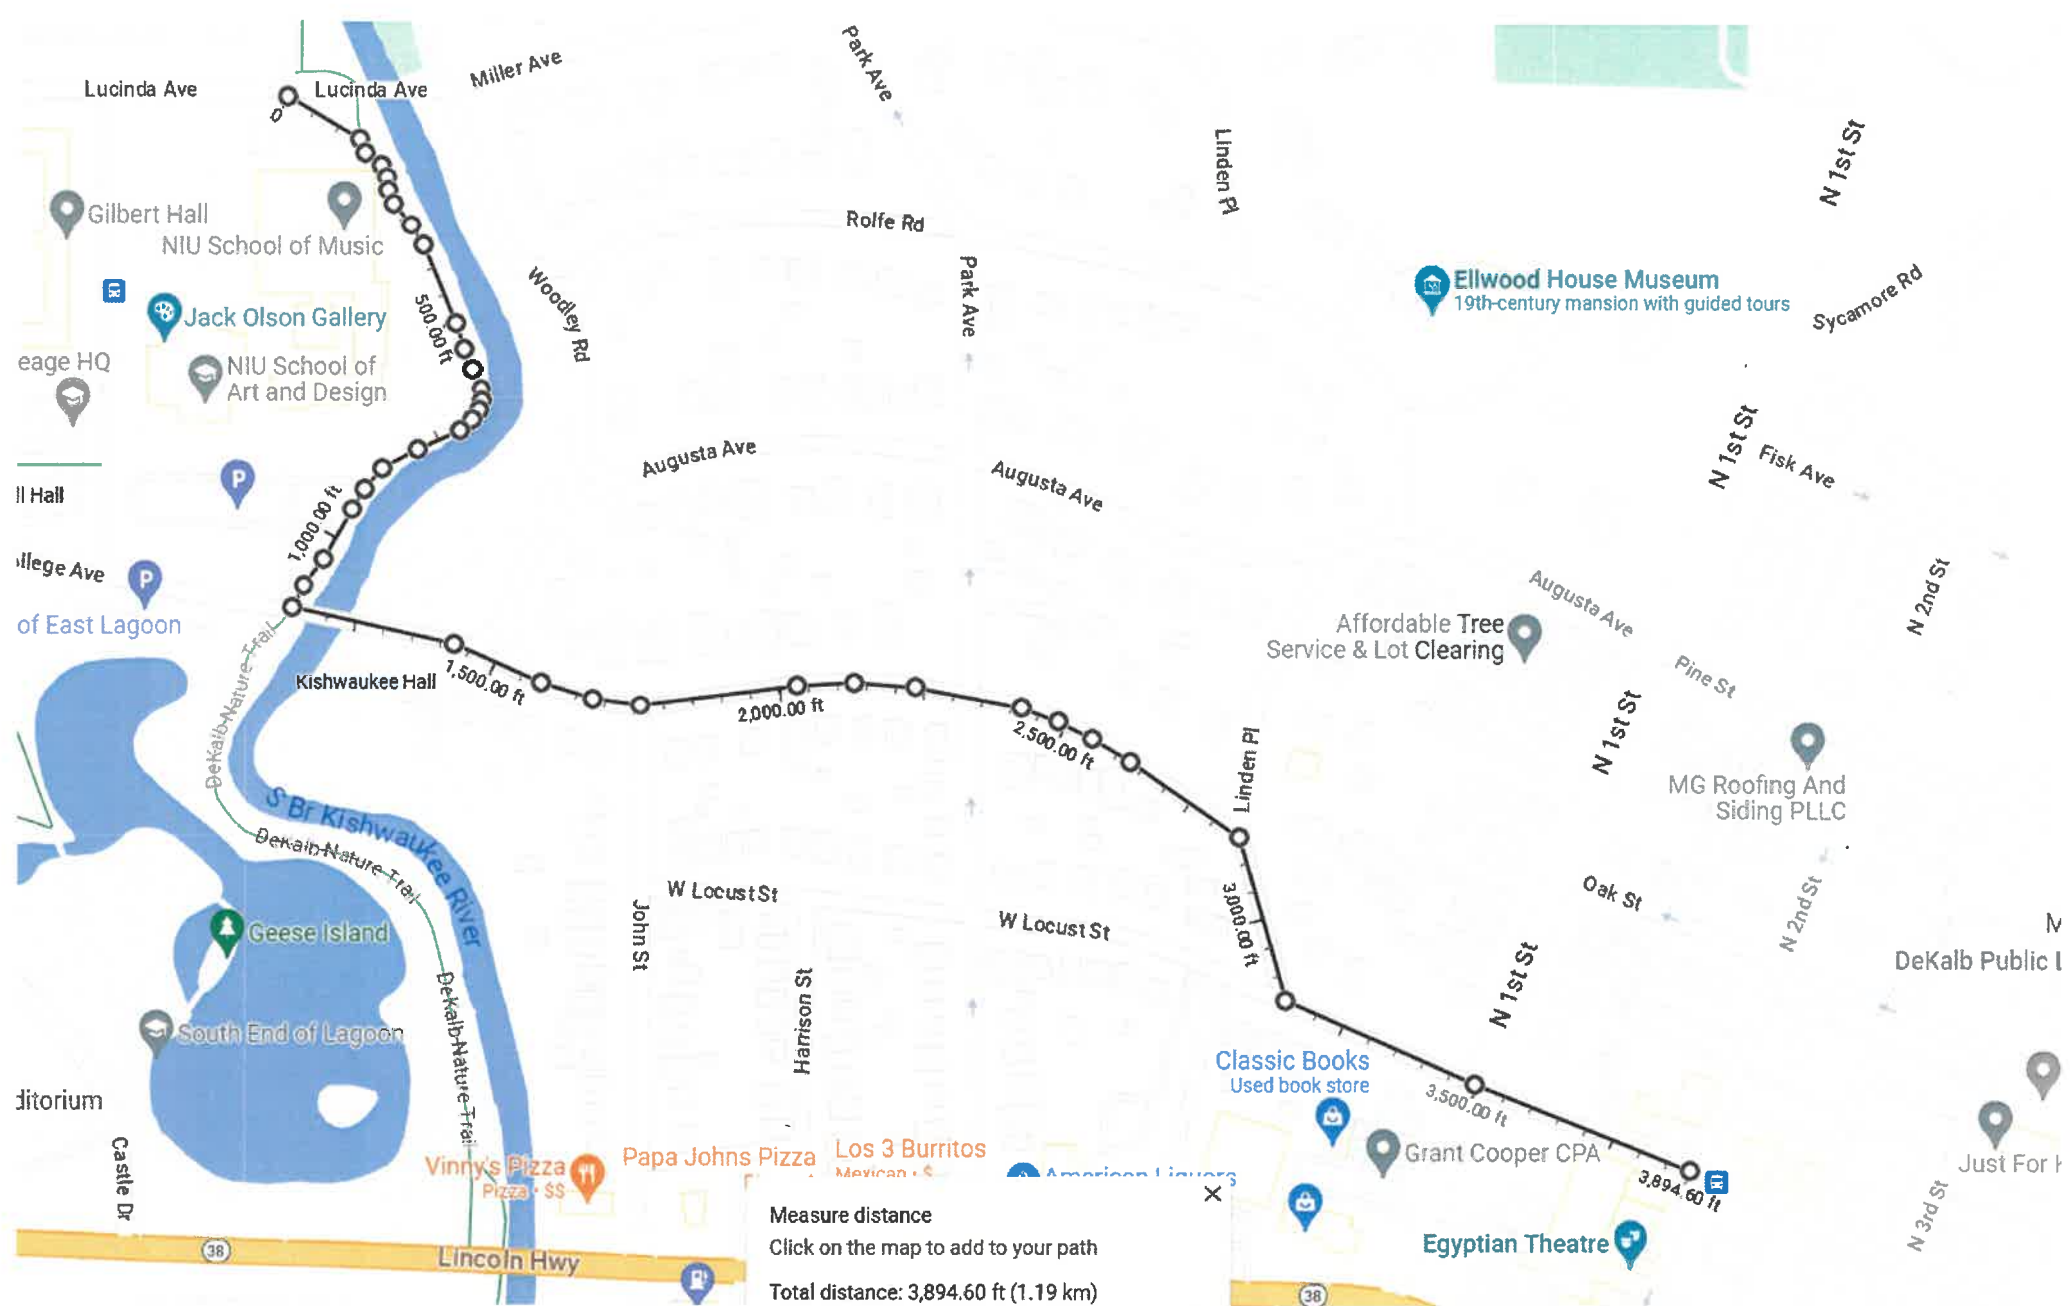 Lucinda Ave
Lucinda Ave
Miller Ave
Park Ave
0
Linden Pl
N 1st St
Gilbert Hall
NIU School of Music
Rolfe Rd
Park Ave
Woodley Rd
Ellwood House Museum
19th-century mansion with guided tours
Sycamore Rd
Jack Olson Gallery
500.00 ft
eage HQ
NIU School of
Art and Design
N 1st St
Fisk Ave
Augusta Ave
Augusta Ave
P
ll Hall
1,000.00 ft
llege Ave
P
of East Lagoon
Augusta Ave
N 2nd St
Affordable Tree
Service & Lot Clearing
Pine St
DeKalb Nature Trail
Kishwaukee Hall
1,500.00 ft
2,000.00 ft
2,500.00 ft
Linden Pl
N 1st St
MG Roofing And
Siding PLLC
S Br Kishwaukee River
DeKalb Nature Trail
W Locust St
John St
W Locust St
3,000.00 ft
Oak St
N 2nd St
Geese Island
M
DeKalb Public L
N 1st St
South End of Lagoon
DeKalb Nature Trail
Harrison St
Classic Books
Used book store
3,500.00 ft
ditorium
Castle Dr
Vinny's Pizza
Pizza · $$
Papa Johns Pizza
Los 3 Burritos
Mexican · $
American Liquors
Grant Cooper CPA
3,894.60 ft
Just For
N 3rd St
Egyptian Theatre
38
Lincoln Hwy
Measure distance
Click on the map to add to your path
Total distance: 3,894.60 ft (1.19 km)
38